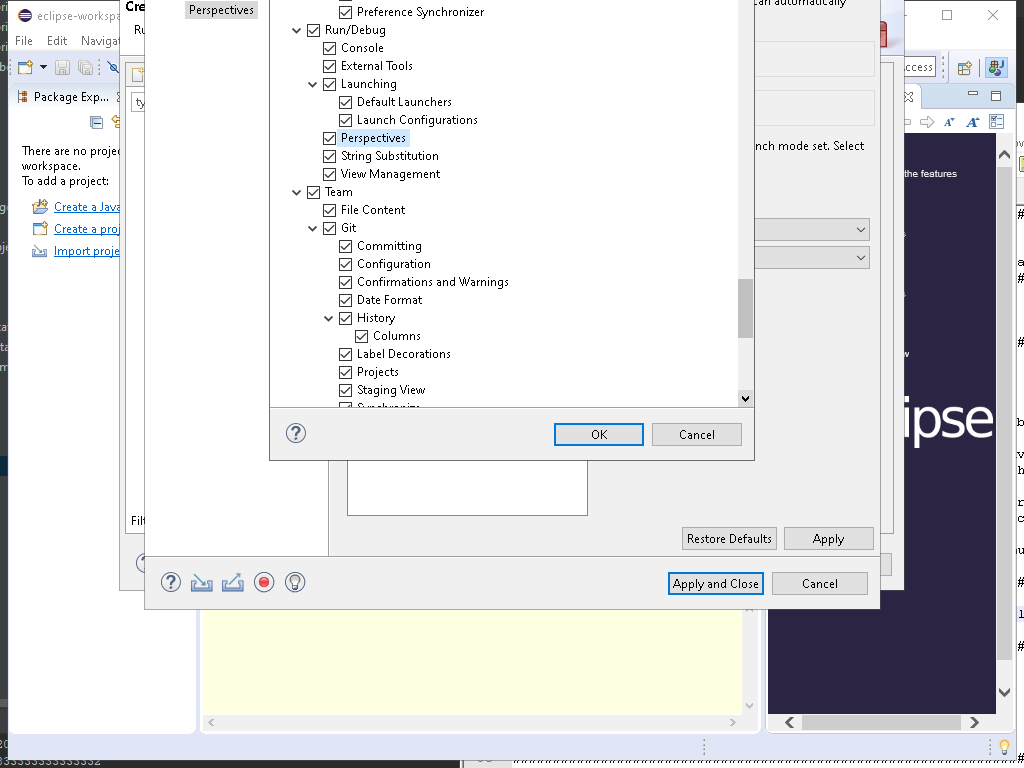 eclipse-workspa
File Edit Navigat
Package Exp...
There are no proje
workspace.
To add a project:
Create a Java
Create a proj
Import proje
Cre
Ru
ty
Filt
Perspectives
Preference Synchronizer
Run/Debug
Console
External Tools
Launching
Default Launchers
Launch Configurations
Perspectives
String Substitution
View Management
Team
File Content
Git
Committing
Configuration
Confirmations and Warnings
Date Format
History
Columns
Label Decorations
Projects
Staging View
OK
Cancel
can automatically
nch mode set. Select
Restore Defaults
Apply
Apply and Close
Cancel
ccess
the features
ipse